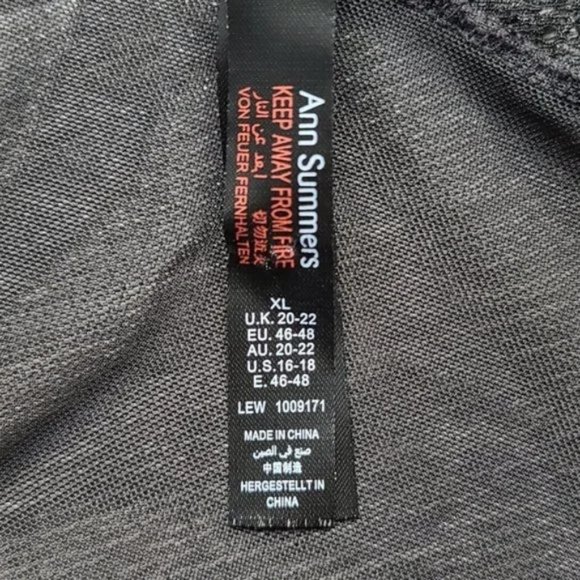 Ann Summers
KEEP AWAY FROM FIRE
أبعد عن النار
切勿近火
VON FEUER FERNHALTEN
XL
U.K. 20-22
EU. 46-48
AU. 20-22
U.S.16-18
E. 46-48
LEW 1009171
MADE IN CHINA
صنع في الصين
中国制造
HERGESTELLT IN
CHINA